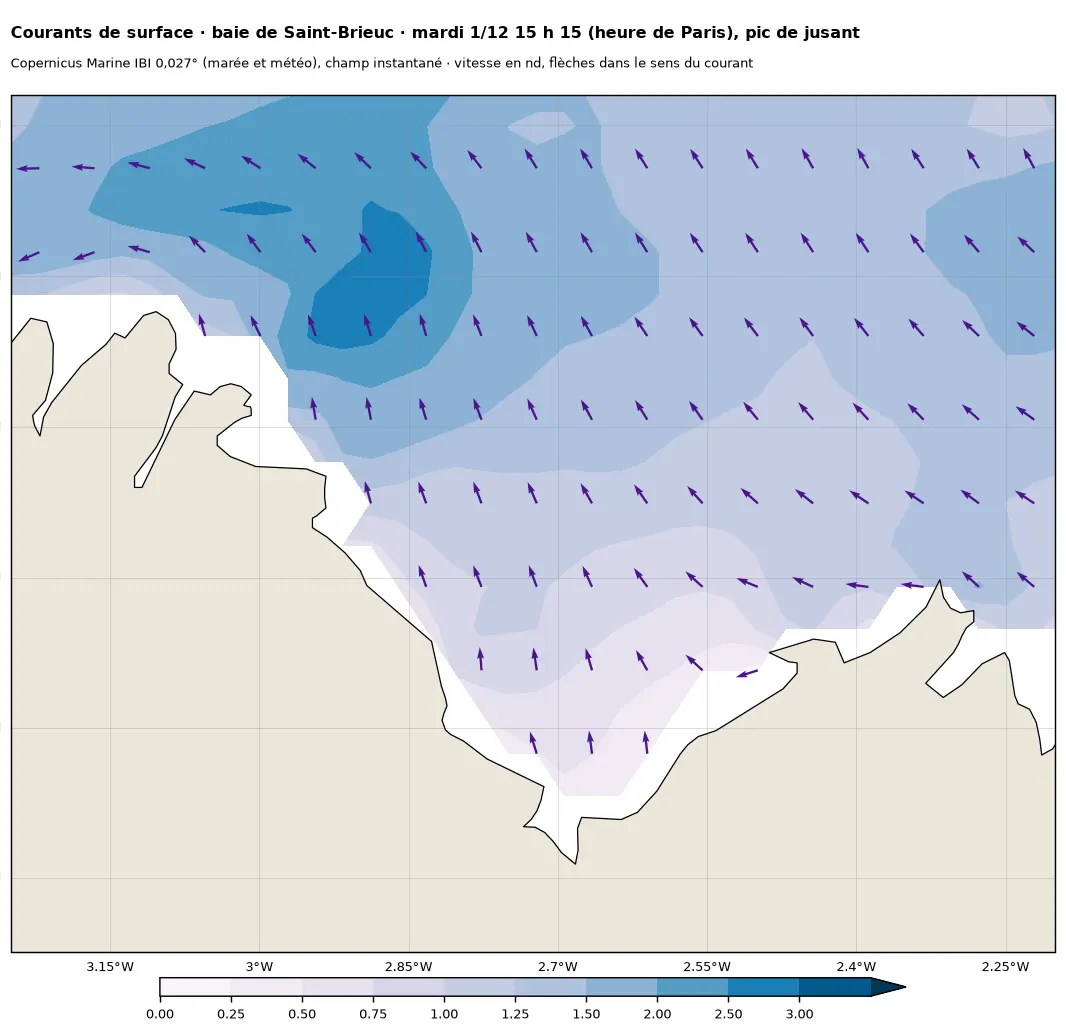 Courants de surface · baie de Saint-Brieuc · mardi 1/12 15 h 15 (heure de Paris), pic de jusant
Copernicus Marine IBI 0,027° (marée et météo), champ instantané · vitesse en nd, flèches dans le sens du courant
3.15°W 3°W 2.85°W 2.7°W 2.55°W 2.4°W 2.25°W
0.00 0.25 0.50 0.75 1.00 1.25 1.50 2.00 2.50 3.00